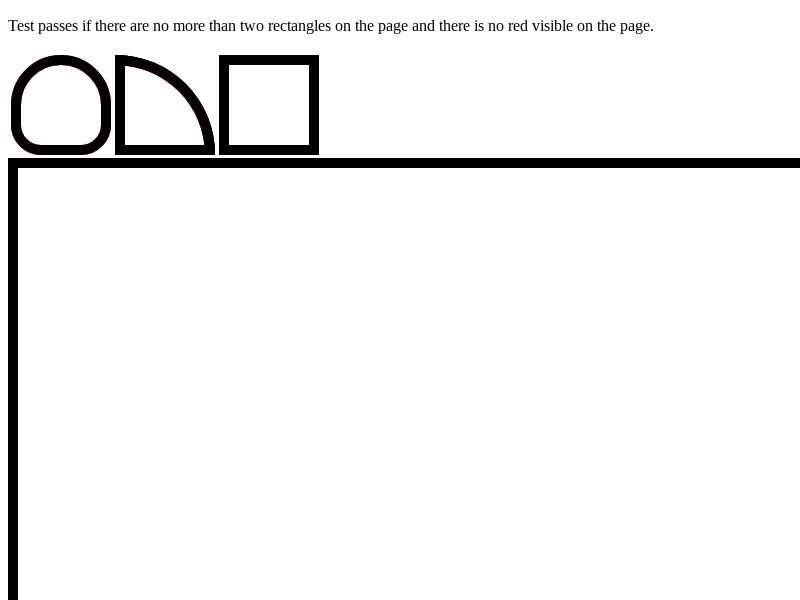 Test passes if there are no more than two rectangles on the page and there is no red visible on the page.